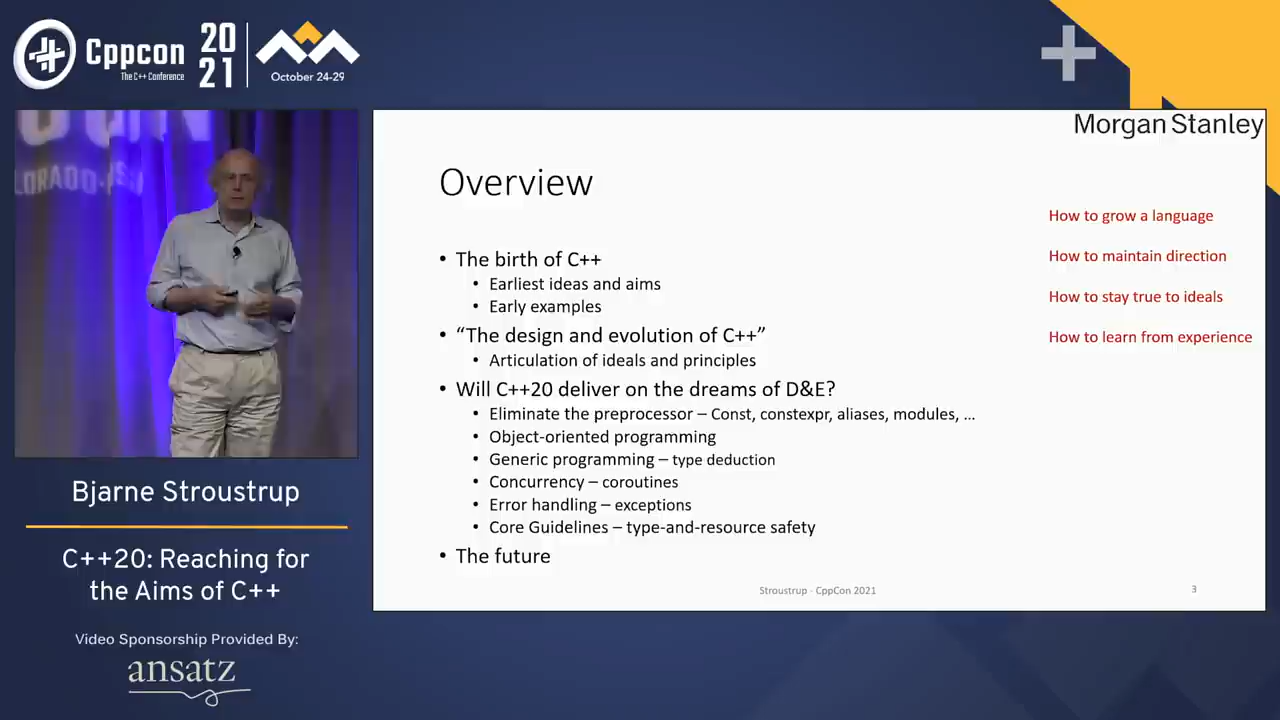 Cppcon
The C++ Conference
20
21
October 24-29
Morgan Stanley
Overview
How to grow a language
How to maintain direction
How to stay true to ideals
How to learn from experience
• The birth of C++
• Earliest ideas and aims
• Early examples
• “The design and evolution of C++”
• Articulation of ideals and principles
• Will C++20 deliver on the dreams of D&E?
• Eliminate the preprocessor – Const, constexpr, aliases, modules, …
• Object-oriented programming
• Generic programming – type deduction
• Concurrency – coroutines
• Error handling – exceptions
• Core Guidelines – type-and-resource safety
• The future
Stroustrup - CppCon 2021
3
Bjarne Stroustrup
C++20: Reaching for
the Aims of C++
Video Sponsorship Provided By:
ansatz